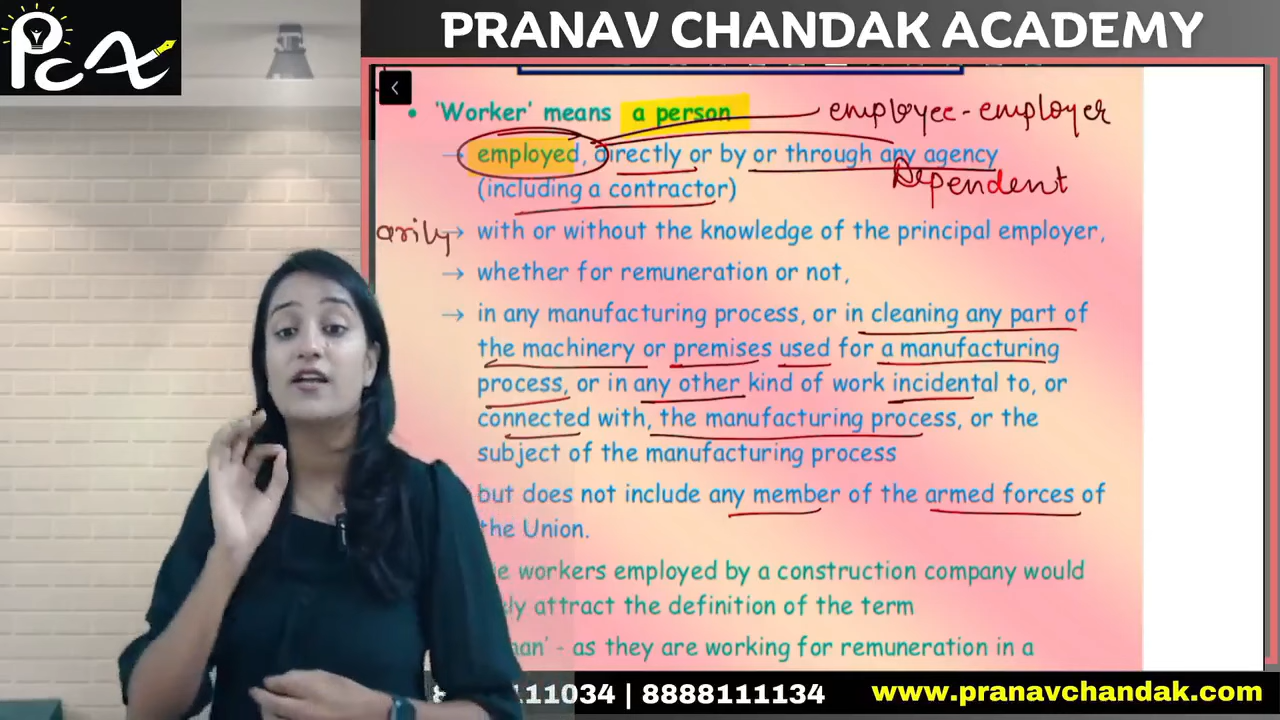 PCA
PRANAV CHANDAK ACADEMY
'Worker' means a person
employee - employer
→ employed, directly or by or through any agency
(including a contractor)
Dependent
arily
→ with or without the knowledge of the principal employer,
→ whether for remuneration or not,
→ in any manufacturing process, or in cleaning any part of
the machinery or premises used for a manufacturing
process, or in any other kind of work incidental to, or
connected with, the manufacturing process, or the
subject of the manufacturing process
but does not include any member of the armed forces of
the Union.
workers employed by a construction company would
attract the definition of the term
- as they are working for remuneration in a
111034 | 8888111134
www.pranavchandak.com